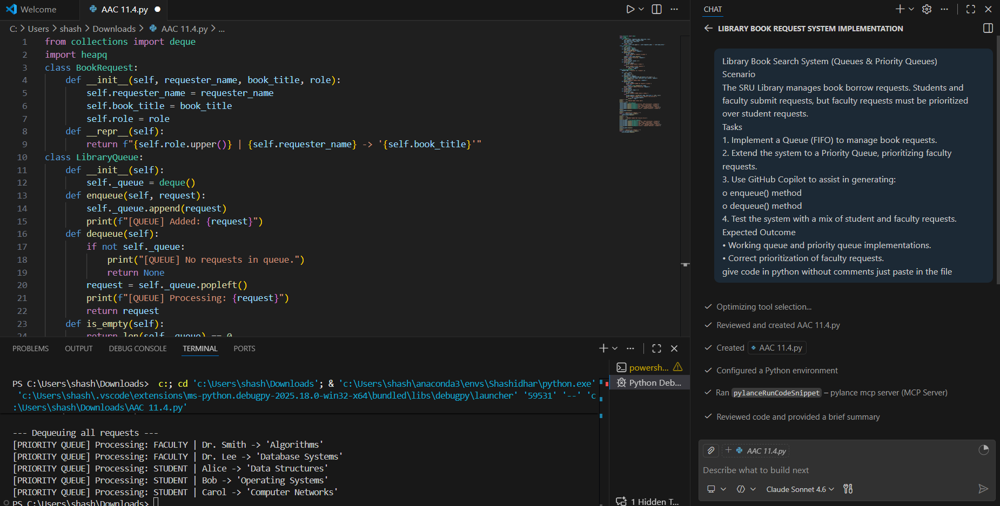 Welcome
AAC 11.4.py
C: > Users > shash > Downloads > AAC 11.4.py > ...
1 from collections import deque
2 import heapq
3 class BookRequest:
4 def __init__(self, requester_name, book_title, role):
5 self.requester_name = requester_name
6 self.book_title = book_title
7 self.role = role
8 def __repr__(self):
9 return f"{self.role.upper()} | {self.requester_name} -> '{self.book_title}'"
10 class LibraryQueue:
11 def __init__(self):
12 self._queue = deque()
13 def enqueue(self, request):
14 self._queue.append(request)
15 print(f"[QUEUE] Added: {request}")
16 def dequeue(self):
17 if not self._queue:
18 print("[QUEUE] No requests in queue.")
19 return None
20 request = self._queue.popleft()
21 print(f"[QUEUE] Processing: {request}")
22 return request
23 def is_empty(self):
24 return len(self._queue) == 0
PROBLEMS OUTPUT DEBUG CONSOLE TERMINAL PORTS
PS C:\Users\shash\Downloads> c:; cd 'c:\Users\shash\Downloads'; & 'c:\Users\shash\anaconda3\envs\Shashidhar\python.exe'
'c:\Users\shash\.vscode\extensions\ms-python.debugpy-2025.18.0-win32-x64\bundled\libs\debugpy\launcher' '59531' '--' 'c
:\Users\shash\Downloads\AAC 11.4.py'
--- Dequeuing all requests ---
[PRIORITY QUEUE] Processing: FACULTY | Dr. Smith -> 'Algorithms'
[PRIORITY QUEUE] Processing: FACULTY | Dr. Lee -> 'Database Systems'
[PRIORITY QUEUE] Processing: STUDENT | Alice -> 'Data Structures'
[PRIORITY QUEUE] Processing: STUDENT | Bob -> 'Operating Systems'
[PRIORITY QUEUE] Processing: STUDENT | Carol -> 'Computer Networks'
PS C:\Users\shash\Downloads>
powersh...
Python Deb...
1 Hidden T...
CHAT
LIBRARY BOOK REQUEST SYSTEM IMPLEMENTATION
Library Book Search System (Queues & Priority Queues)
Scenario
The SRU Library manages book borrow requests. Students and
faculty submit requests, but faculty requests must be prioritized
over student requests.
Tasks
1. Implement a Queue (FIFO) to manage book requests.
2. Extend the system to a Priority Queue, prioritizing faculty
requests.
3. Use GitHub Copilot to assist in generating:
o enqueue() method
o dequeue() method
4. Test the system with a mix of student and faculty requests.
Expected Outcome
• Working queue and priority queue implementations.
• Correct prioritization of faculty requests.
give code in python without comments just paste in the file
Optimizing tool selection...
Reviewed and created AAC 11.4.py
Created AAC 11.4.py
Configured a Python environment
Ran pylanceRunCodeSnippet – pylance mcp server (MCP Server)
Reviewed code and provided a brief summary
AAC 11.4.py
Describe what to build next
Claude Sonnet 4.6